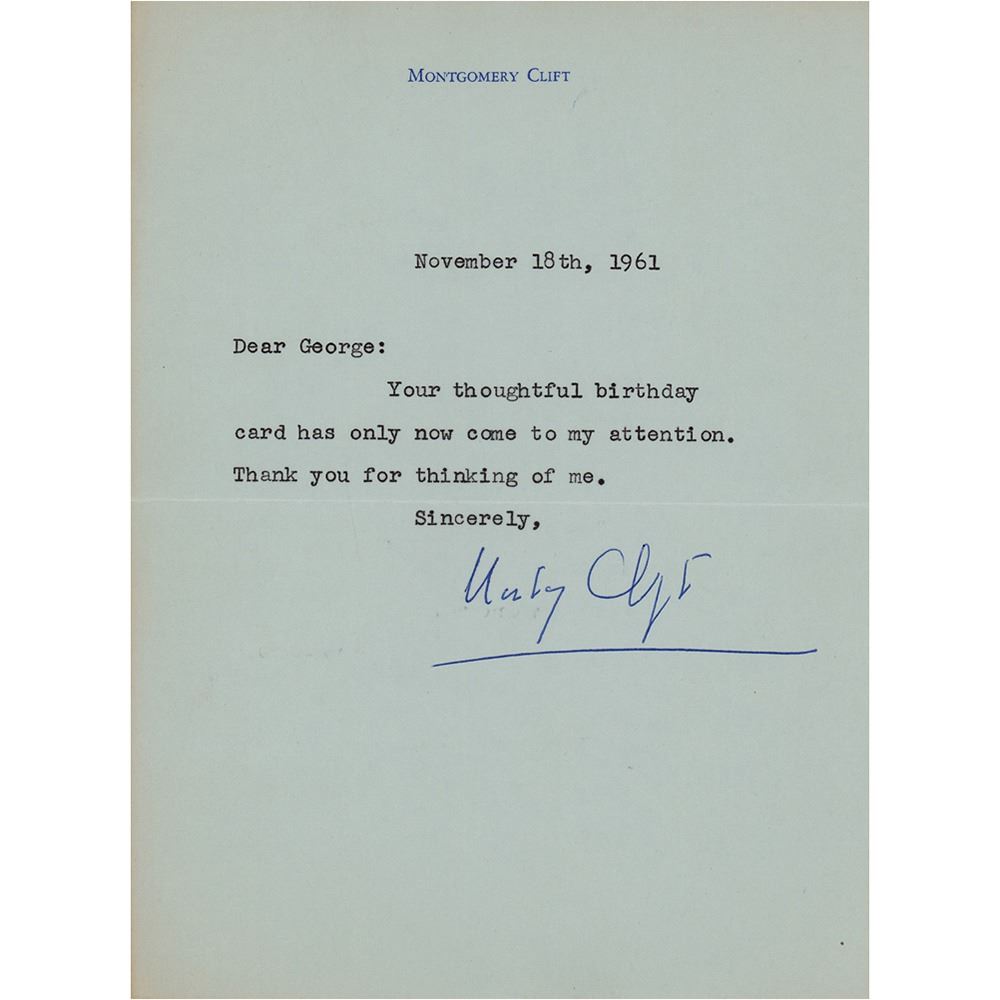 Montgomery Clift
November 18th, 1961
Dear George:
Your thoughtful birthday
card has only now come to my attention.
Thank you for thinking of me.
Sincerely,
Monty Clift